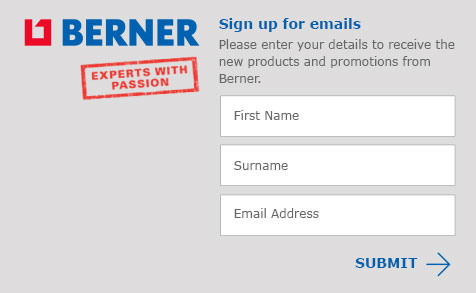 BERNER
EXPERTS WITH
PASSION
Sign up for emails
Please enter your details to receive the
new products and promotions from
Berner.
First Name
Surname
Email Address
SUBMIT